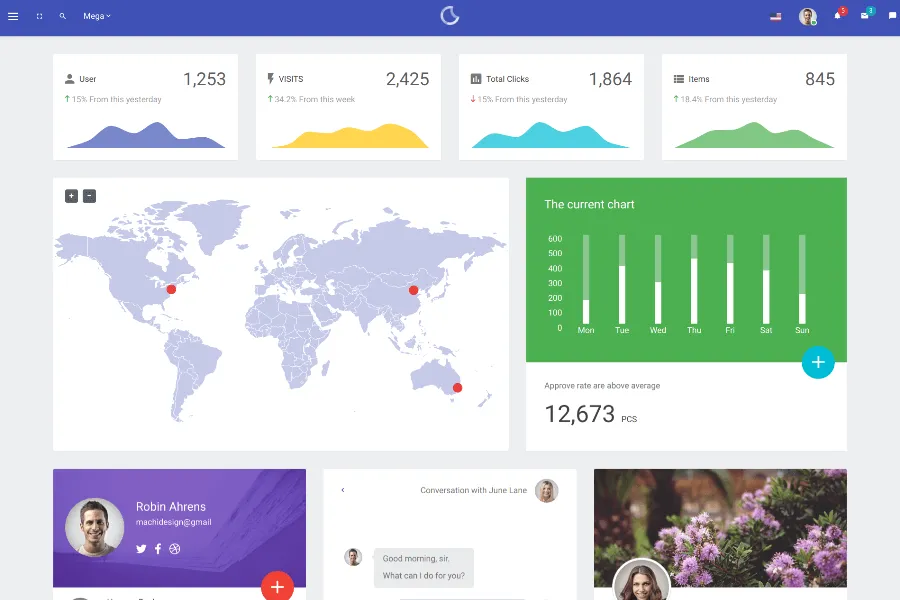 Mega
5
3
User
1,253
15% From this yesterday
VISITS
2,425
34.2% From this week
Total Clicks
1,864
15% From this yesterday
Items
845
18.4% From this yesterday
+ -
The current chart
600
500
400
300
200
100
0
Mon Tue Wed Thu Fri Sat Sun
+
Approve rate are above average
12,673 PCS
Robin Ahrens
machidesign@gmail
+
Conversation with June Lane
Good morning, sir.
What can I do for you?